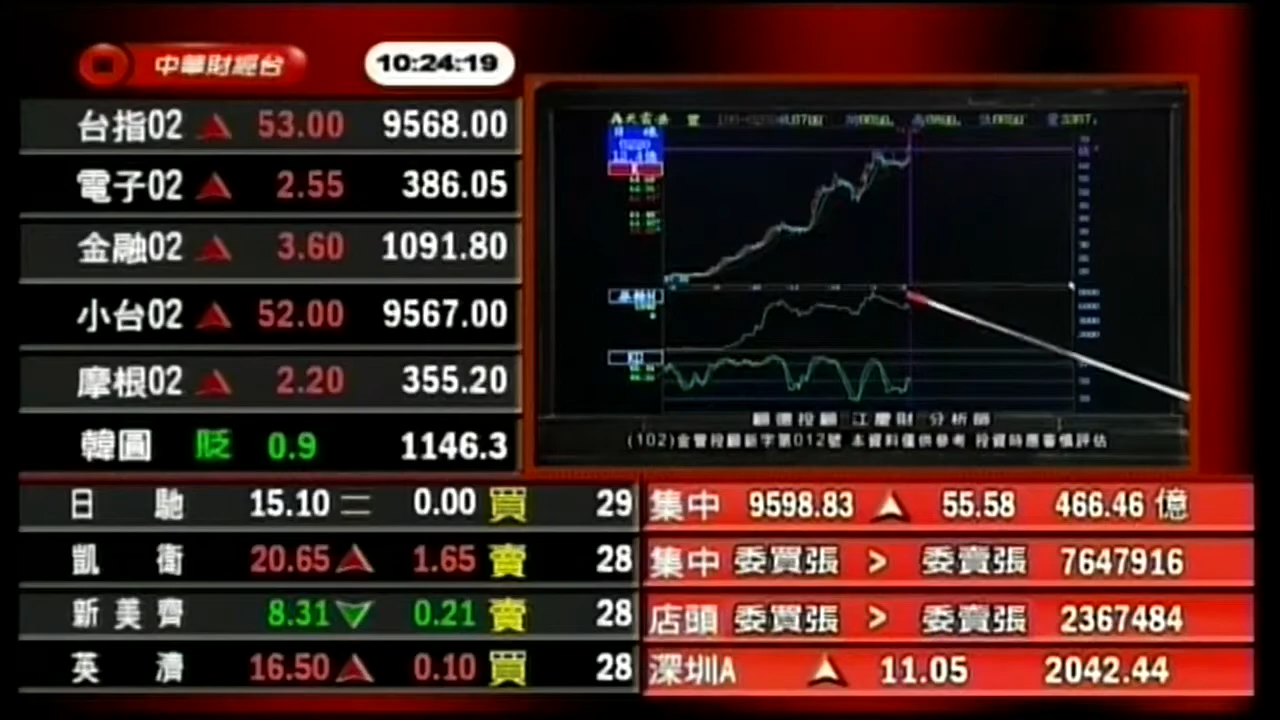 中華財經台 10:24:19
台指02 ▲ 53.00 9568.00
電子02 ▲ 2.55 386.05
金融02 ▲ 3.60 1091.80
小台02 ▲ 52.00 9567.00
摩根02 ▲ 2.20 355.20
韓圓 貶 0.9 1146.3
顧德投顧 江慶財 分析師
(102)金管投顧新字第012號 本資料僅供參考 投資時應審慎評估
日馳 15.10 = 0.00 買 29
凱衛 20.65 ▲ 1.65 賣 28
新美齊 8.31 ▼ 0.21 賣 28
英濟 16.50 ▲ 0.10 買 28
集中 9598.83 ▲ 55.58 466.46 億
集中 委買張 > 委賣張 7647916
店頭 委買張 > 委賣張 2367484
深圳A ▲ 11.05 2042.44